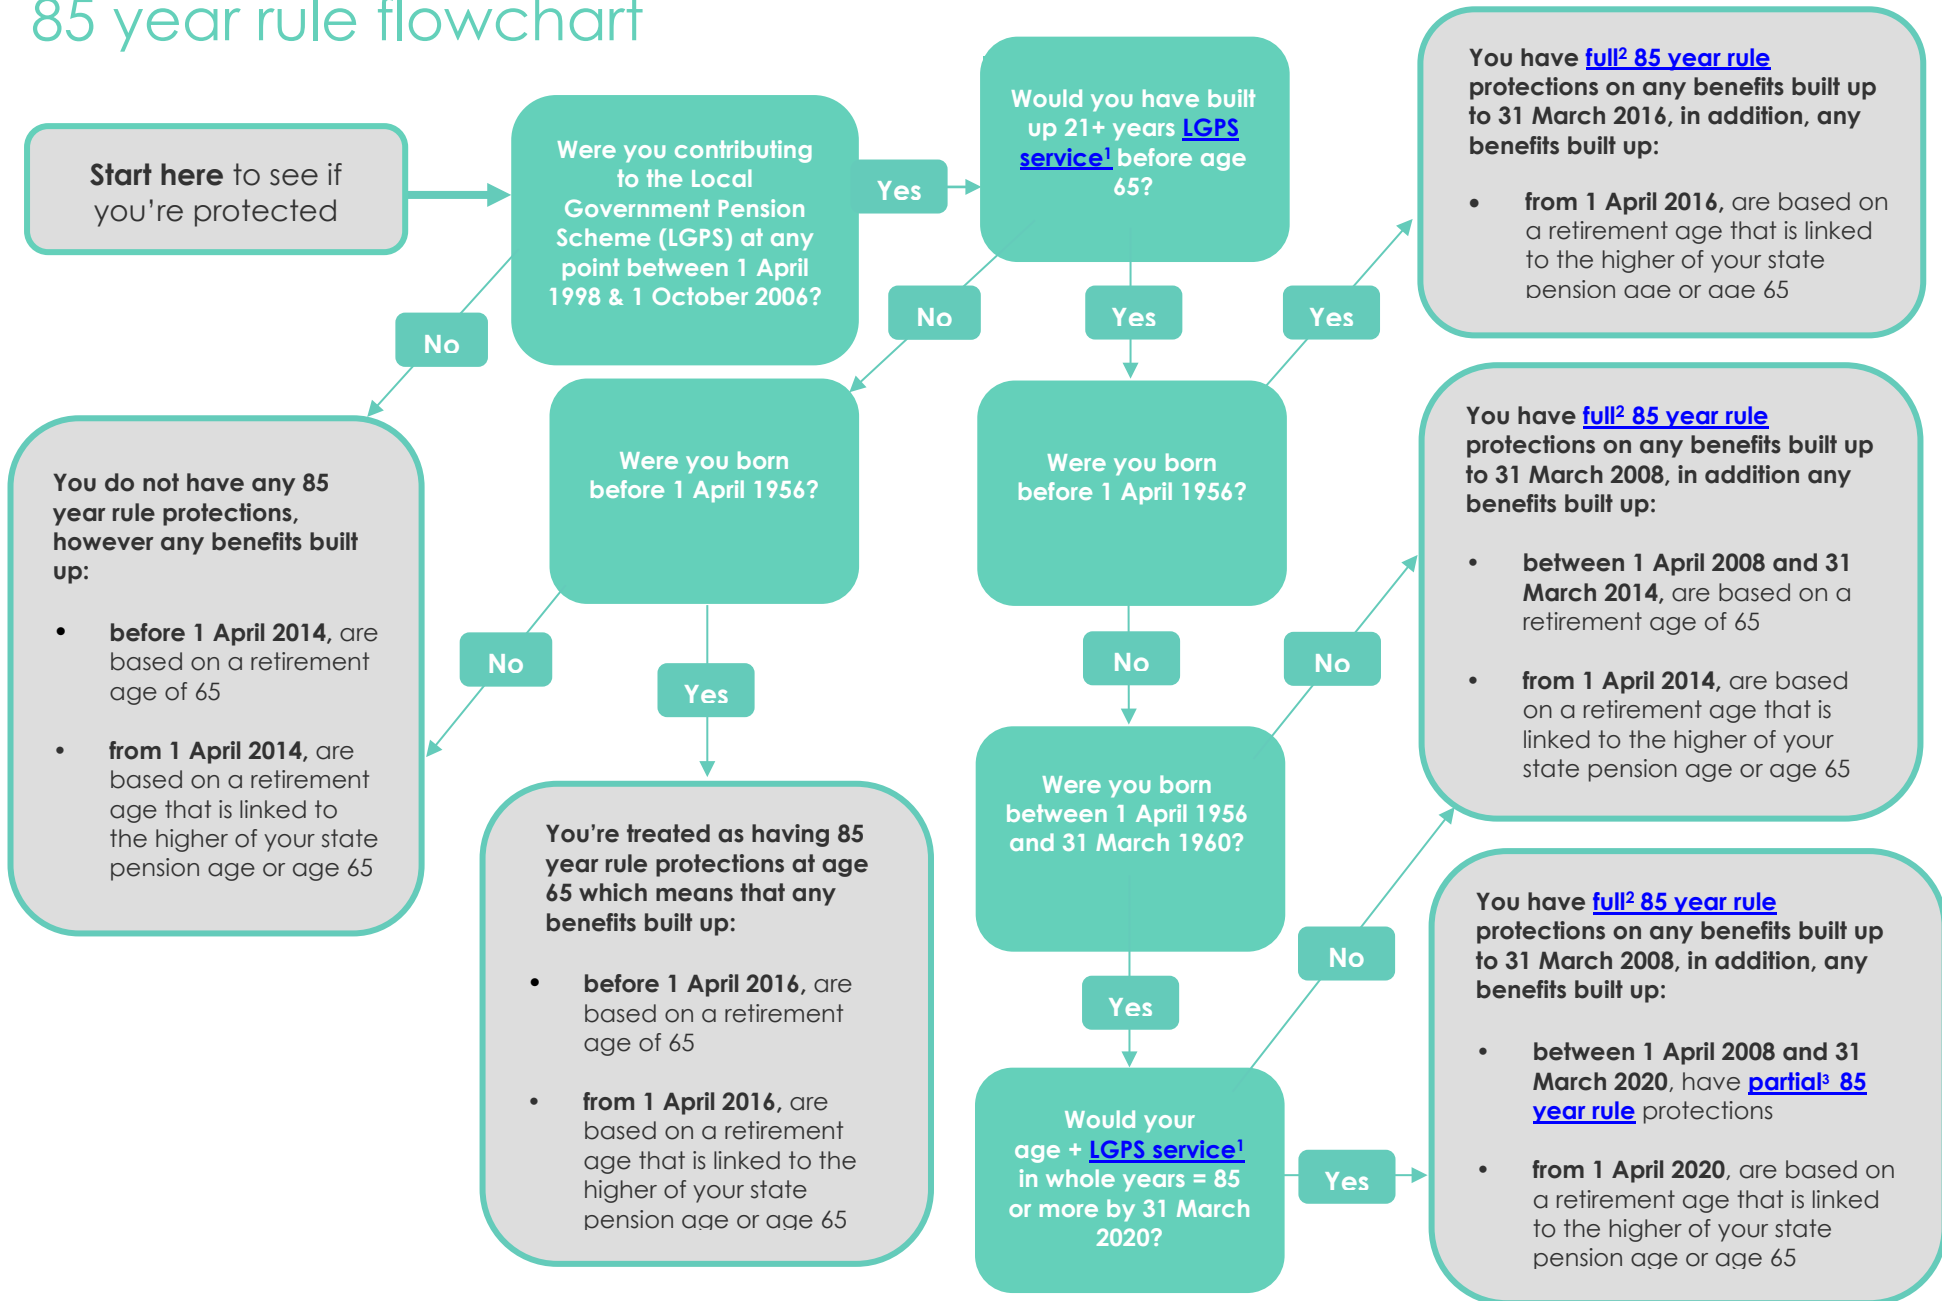 85 year rule flowchart
Start here to see if
you're protected
Were you contributing
to the Local
Government Pension
Scheme (LGPS) at any
point between 1 April
1998 & 1 October 2006?
Yes
No
Would you have built
up 21+ years LGPS
service¹ before age
65?
No
Yes
Yes
You have full² 85 year rule
protections on any benefits built up
to 31 March 2016, in addition, any
benefits built up:
• from 1 April 2016, are based on
a retirement age that is linked
to the higher of your state
pension age or age 65
Were you born
before 1 April 1956?
Were you born
before 1 April 1956?
You have full² 85 year rule
protections on any benefits built up
to 31 March 2008, in addition any
benefits built up:
• between 1 April 2008 and 31
March 2014, are based on a
retirement age of 65
• from 1 April 2014, are based
on a retirement age that is
linked to the higher of your
state pension age or age 65
You do not have any 85
year rule protections,
however any benefits built
up:
• before 1 April 2014, are
based on a retirement
age of 65
• from 1 April 2014, are
based on a retirement
age that is linked to
the higher of your state
pension age or age 65
No
Yes
No
No
You're treated as having 85
year rule protections at age
65 which means that any
benefits built up:
• before 1 April 2016, are
based on a retirement
age of 65
• from 1 April 2016, are
based on a retirement
age that is linked to the
higher of your state
pension age or age 65
Were you born
between 1 April 1956
and 31 March 1960?
Yes
No
Would your
age + LGPS service¹
in whole years = 85
or more by 31 March
2020?
Yes
You have full² 85 year rule
protections on any benefits built up
to 31 March 2008, in addition, any
benefits built up:
• between 1 April 2008 and 31
March 2020, have partial³ 85
year rule protections
• from 1 April 2020, are based on
a retirement age that is linked
to the higher of your state
pension age or age 65